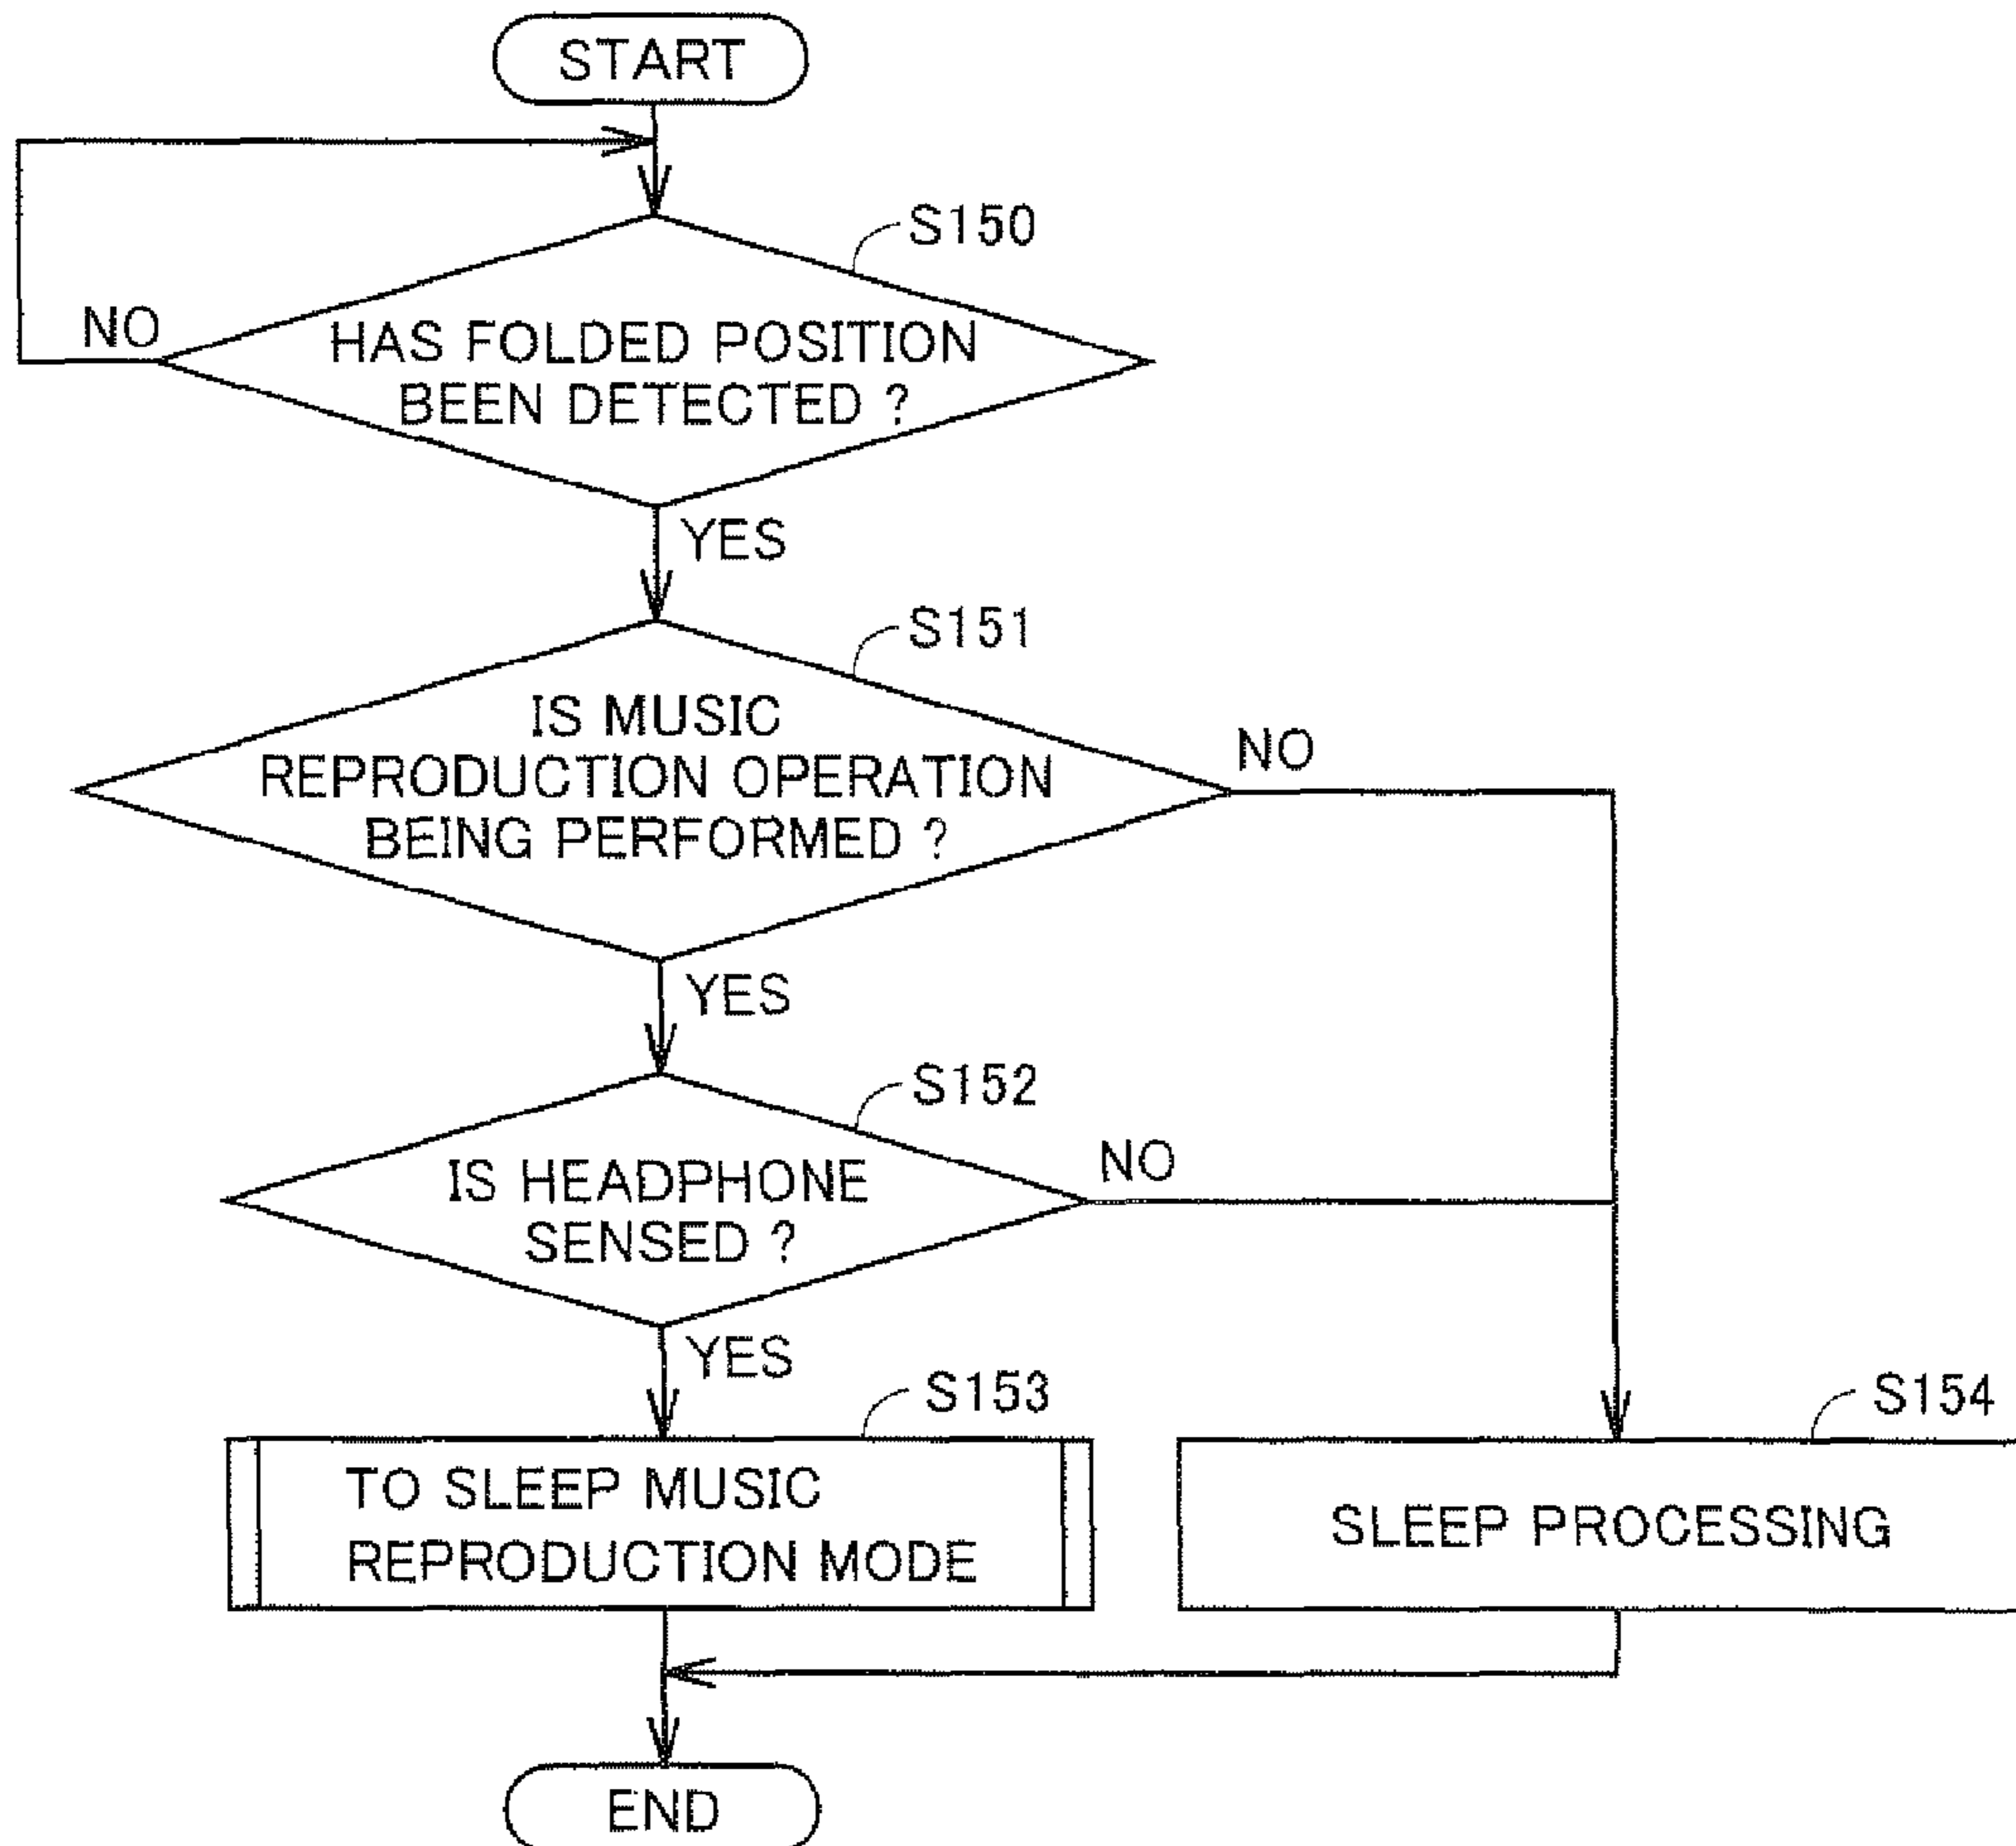 START
S150
NO
HAS FOLDED POSITION
BEEN DETECTED ?
YES
S151
IS MUSIC
REPRODUCTION OPERATION
BEING PERFORMED ?
NO
YES
S152
IS HEADPHONE
SENSED ?
NO
YES
S153
S154
TO SLEEP MUSIC
REPRODUCTION MODE
SLEEP PROCESSING
END